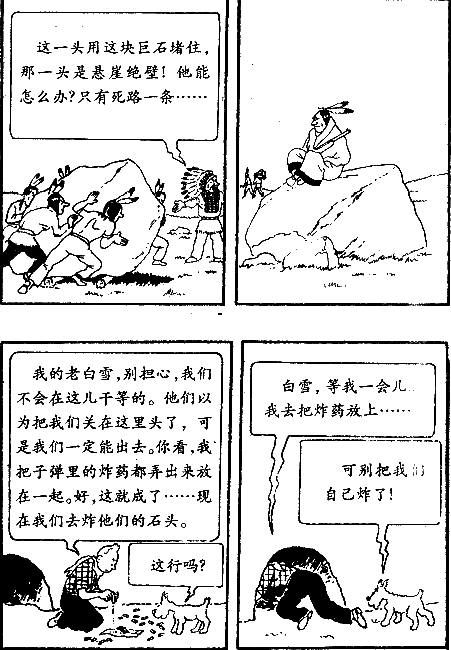 这一头用这块巨石堵住,
那一头是悬崖绝壁!他能
怎么办?只有死路一条……
我的老白雪,别担心,我们
不会在这儿干等的。他们以
为把我们关在这里头了,可
是我们一定能出去。你看,我
把子弹里的炸药都弄出来放
在一起。好,这就成了……现
在我们去炸他们的石头。
这行吗?
白雪,等我一会儿…
我去把炸药放上……
可别把我们
自己炸了!